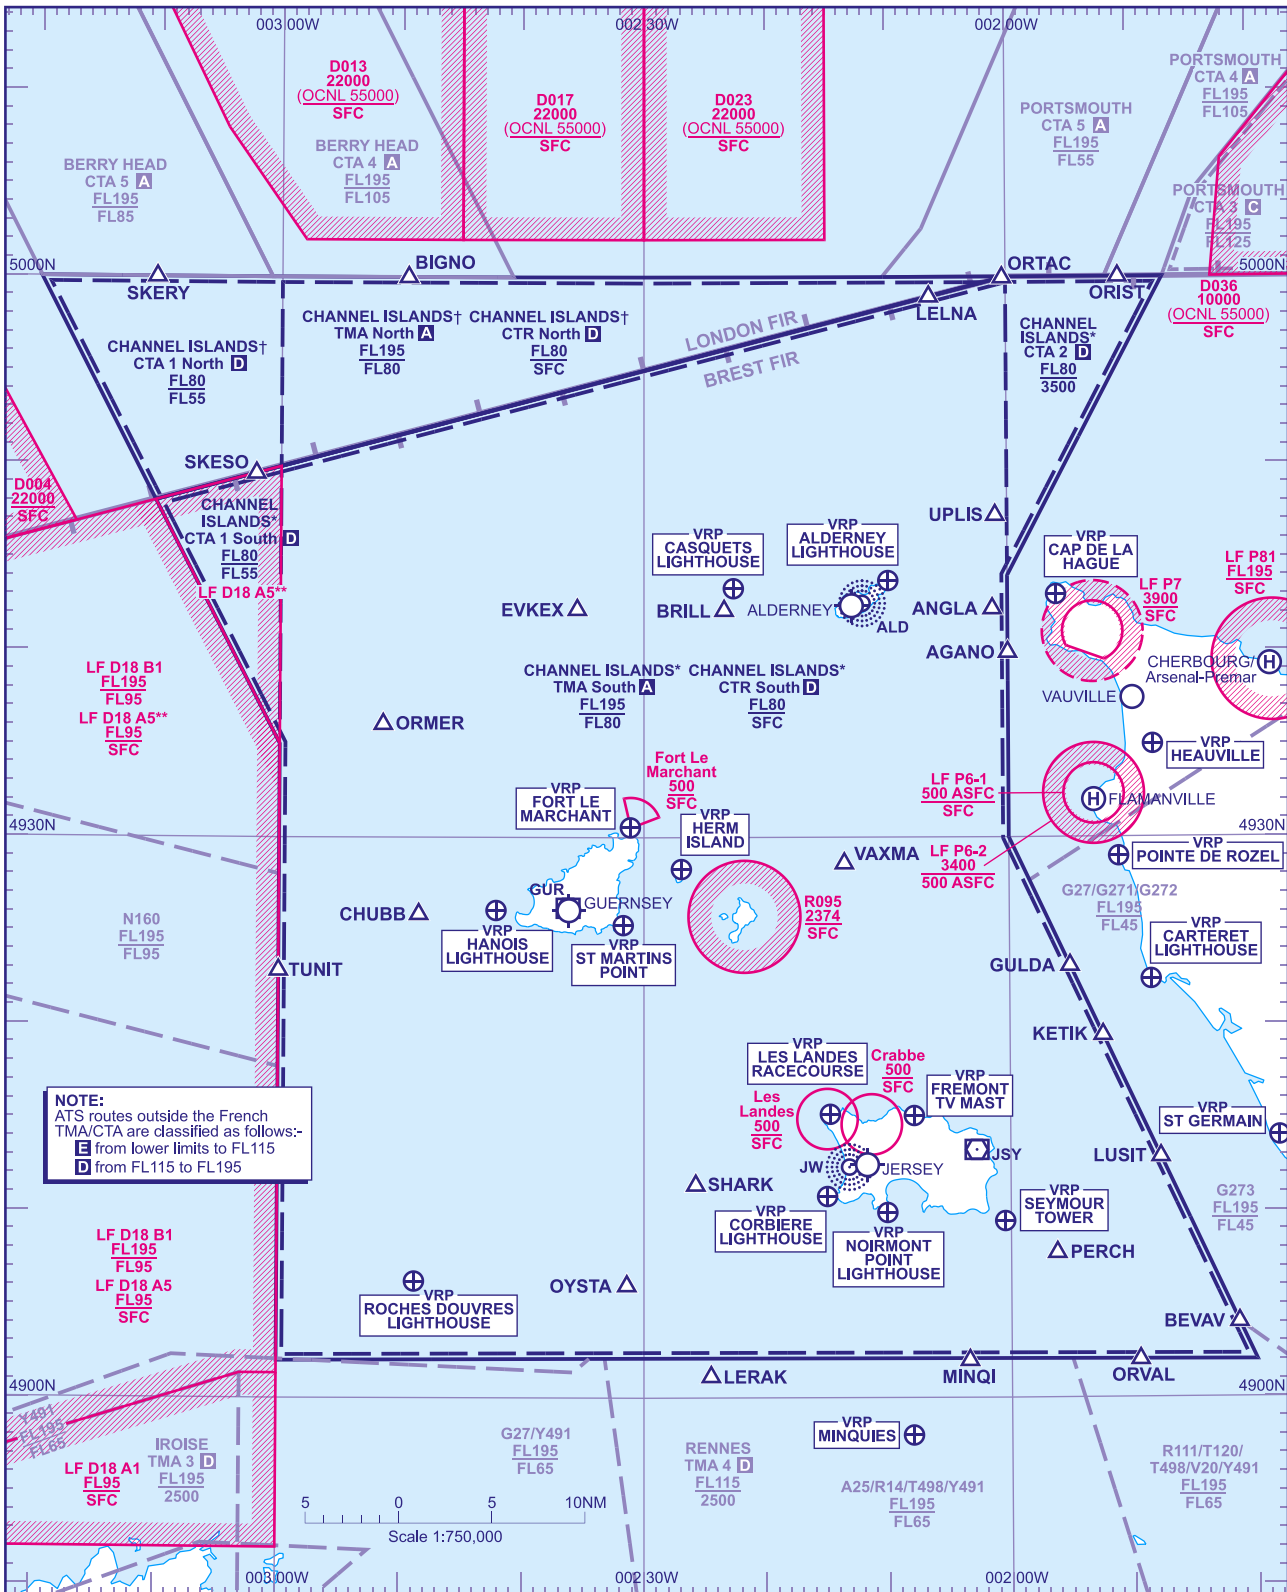 003 00W
002 30W
002 00W
D013
22000
(OCNL 55000)
SFC
BERRY HEAD
CTA 4 A
FL195
FL105
D017
22000
(OCNL 55000)
SFC
D023
22000
(OCNL 55000)
SFC
PORTSMOUTH
CTA 4 A
FL195
FL105
PORTSMOUTH
CTA 5 A
FL195
FL55
BERRY HEAD
CTA 5 A
FL195
FL85
PORTSMOUTH
CTA 3 C
FL195
FL125
5000N
SKERY
BIGNO
ORTAC
ORIST
5000N
LELNA
D036
10000
(OCNL 55000)
SFC
CHANNEL ISLANDS†
CTA 1 North D
FL80
FL55
CHANNEL ISLANDS†
TMA North A
FL195
FL80
CHANNEL ISLANDS†
CTR North D
FL80
SFC
LONDON FIR
BREST FIR
CHANNEL
ISLANDS*
CTA 2 D
FL80
3500
SKESO
D004
22000
SFC
CHANNEL
ISLANDS*
CTA 1 South D
FL80
FL55
LF D18 A5**
UPLIS
VRP
CASQUETS
LIGHTHOUSE
VRP
ALDERNEY
LIGHTHOUSE
VRP
CAP DE LA
HAGUE
LF P7
3900
SFC
LF P81
FL195
SFC
EVKEX
BRILL
ALDERNEY
ALD
ANGLA
AGANO
CHERBOURG/
Arsenal-Premar
H
VAUVILLE
LF D18 B1
FL195
FL95
LF D18 A5**
FL95
SFC
CHANNEL ISLANDS*
TMA South A
FL195
FL80
CHANNEL ISLANDS*
CTR South D
FL80
SFC
ORMER
VRP
HEAUVILLE
Fort Le
Marchant
500
SFC
VRP
FORT LE
MARCHANT
VRP
HERM
ISLAND
LF P6-1
500 ASFC
SFC
H
FLAMANVILLE
4930N
4930N
VAXMA
LF P6-2
3400
500 ASFC
VRP
POINTE DE ROZEL
GUR
GUERNSEY
CHUBB
R095
2374
SFC
G27/G271/G272
FL195
FL45
N160
FL195
FL95
VRP
HANOIS
LIGHTHOUSE
VRP
ST MARTINS
POINT
VRP
CARTERET
LIGHTHOUSE
TUNIT
GULDA
KETIK
VRP
LES LANDES
RACECOURSE
Crabbe
500
SFC
VRP
FREMONT
TV MAST
Les
Landes
500
SFC
NOTE:
ATS routes outside the French
TMA/CTA are classified as follows:-
E from lower limits to FL115
D from FL115 to FL195
VRP
ST GERMAIN
JW
JERSEY
JSY
LUSIT
SHARK
VRP
CORBIERE
LIGHTHOUSE
VRP
NOIRMONT
POINT
LIGHTHOUSE
VRP
SEYMOUR
TOWER
G273
FL195
FL45
PERCH
LF D18 B1
FL195
FL95
LF D18 A5
FL95
SFC
OYSTA
VRP
ROCHES DOUVRES
LIGHTHOUSE
BEVAV
LERAK
MINQI
ORVAL
4900N
4900N
Y491
FL195
FL65
VRP
MINQUIES
IROISE
TMA 3 D
FL195
2500
LF D18 A1
FL95
SFC
G27/Y491
FL195
FL65
RENNES
TMA 4 D
FL115
2500
A25/R14/T498/Y491
FL195
FL65
R111/T120/
T498/V20/Y491
FL195
FL65
5 0 5 10NM
Scale 1:750,000
003 00W
002 30W
002 00W